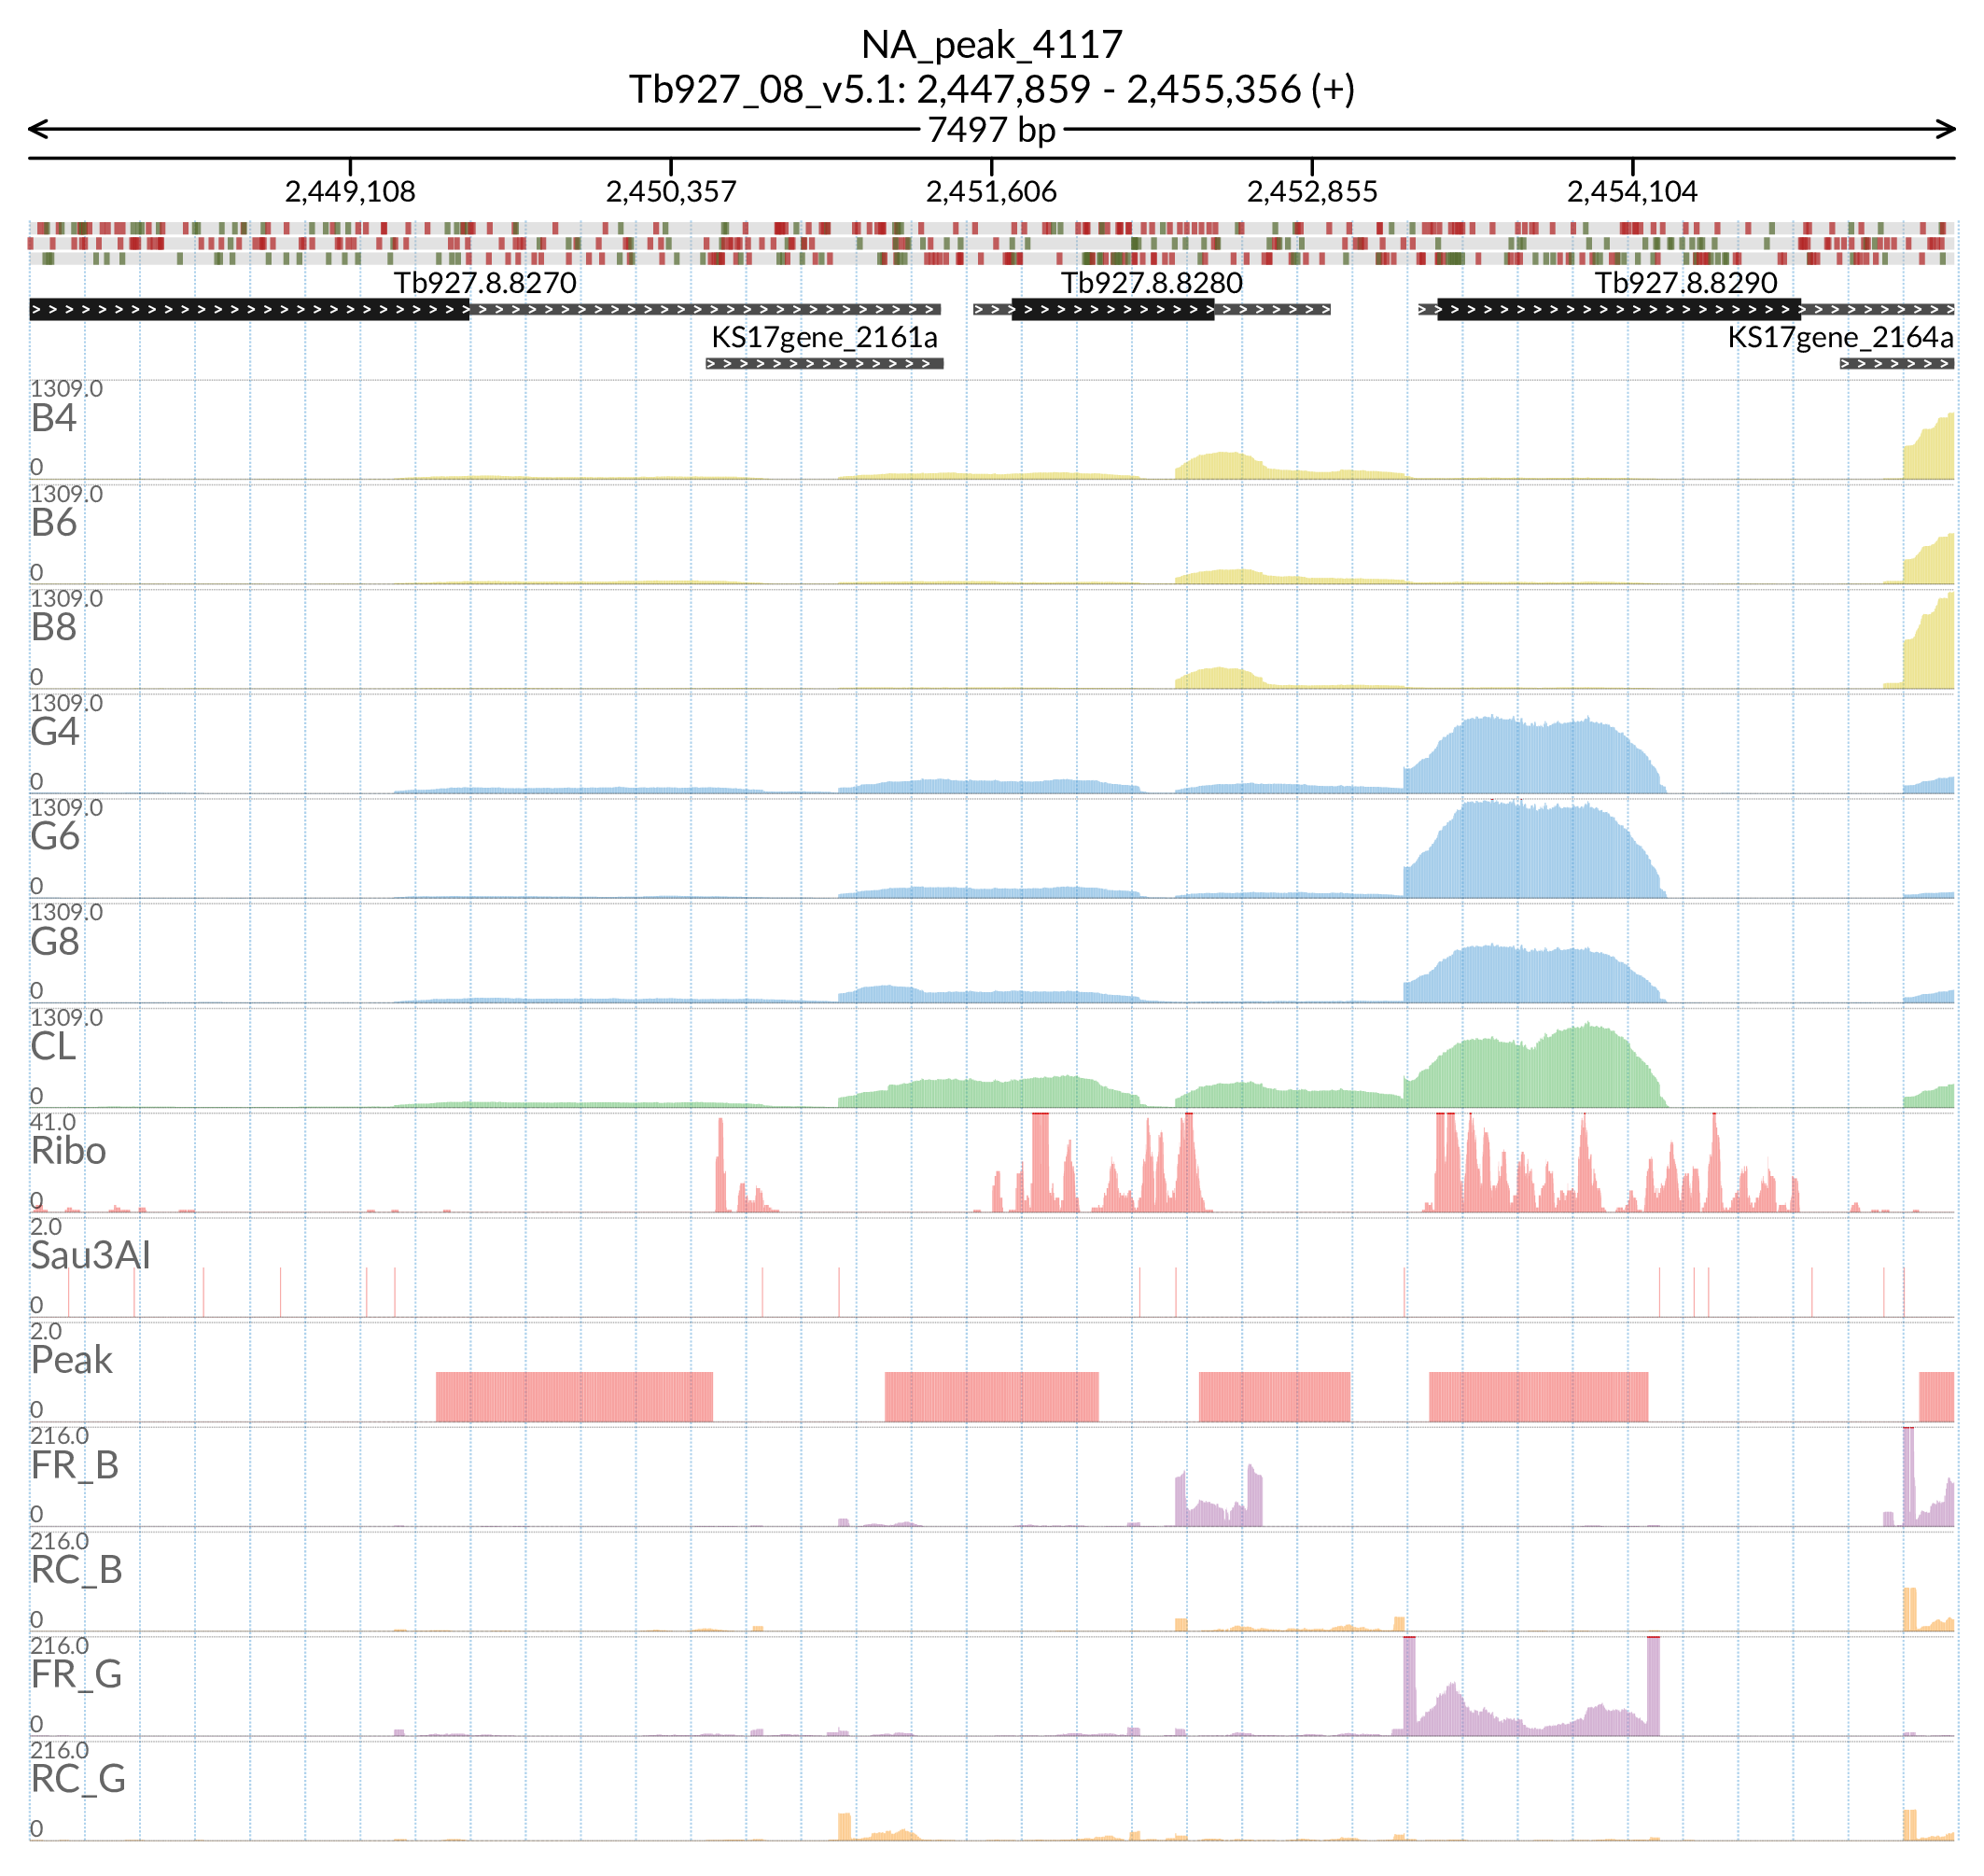 NA_peak_4117
Tb927_08_v5.1: 2,447,859 - 2,455,356 (+)
7497 bp
2,449,108 2,450,357 2,451,606 2,452,855 2,454,104
Tb927.8.8270 Tb927.8.8280 Tb927.8.8290
KS17gene_2161a KS17gene_2164a
1309.0
B4
0
1309.0
B6
0
1309.0
B8
0
1309.0
G4
0
1309.0
G6
0
1309.0
G8
0
1309.0
CL
0
41.0
Ribo
0
2.0
Sau3AI
0
2.0
Peak
0
216.0
FR_B
0
216.0
RC_B
0
216.0
FR_G
0
216.0
RC_G
0